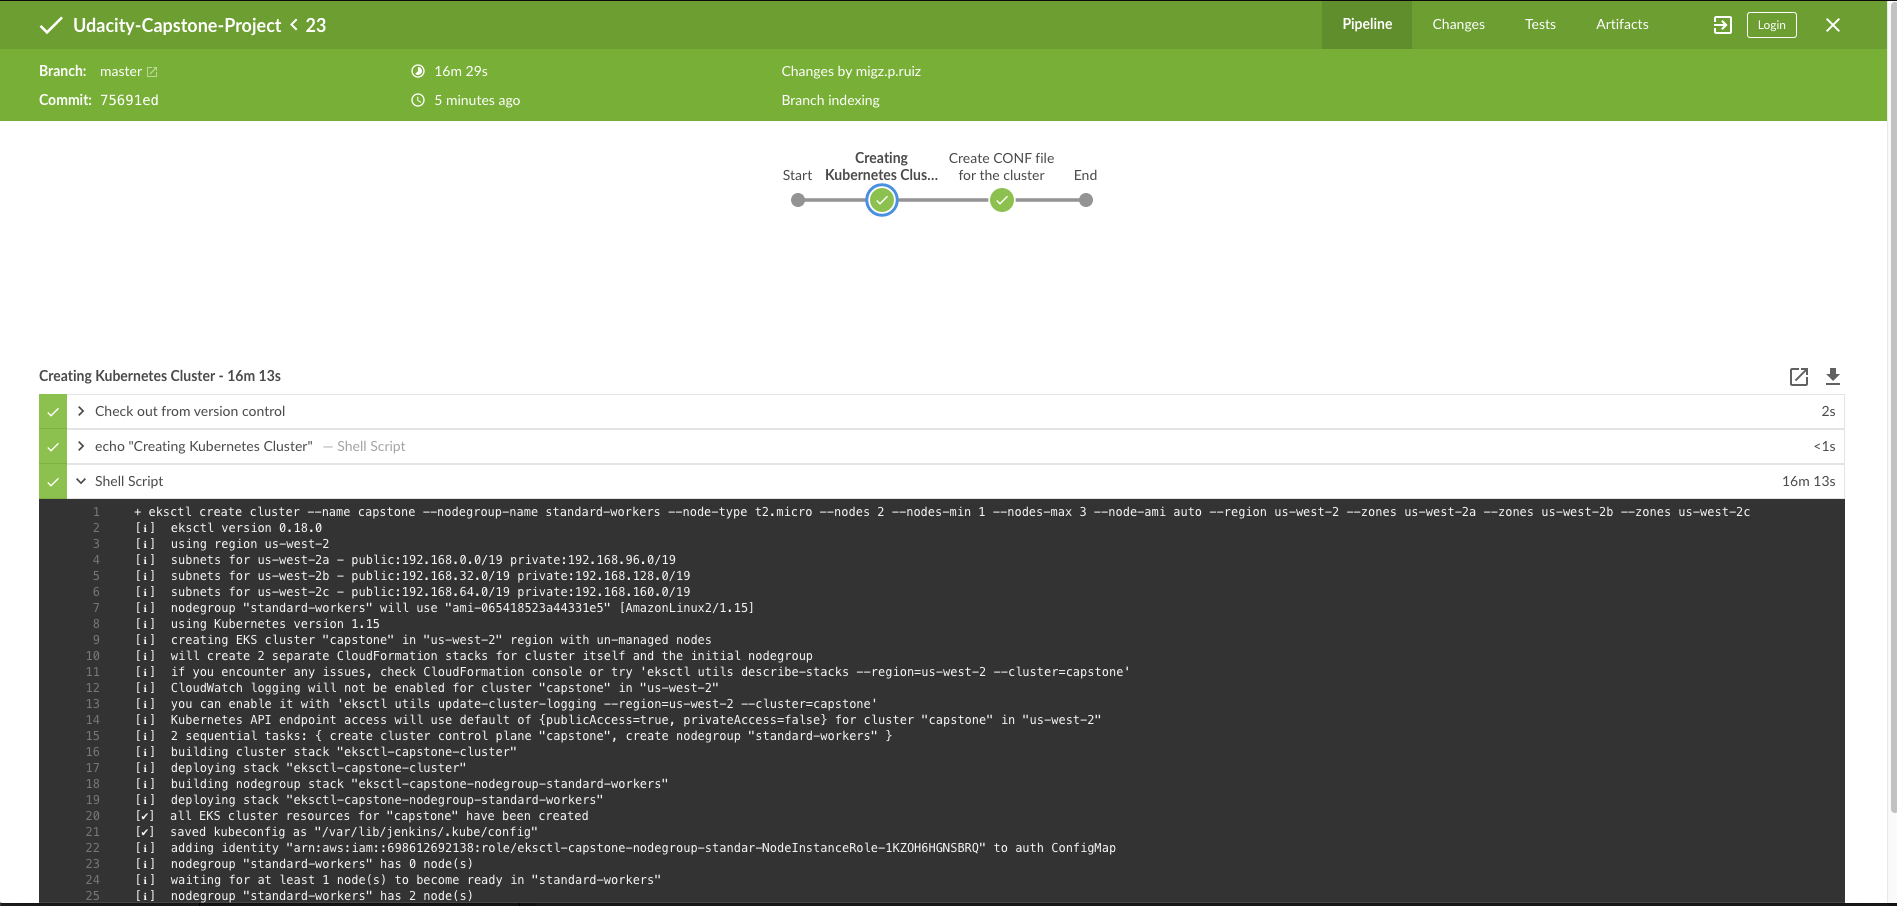 Udacity-Capstone-Project < 23
Pipeline
Changes
Tests
Artifacts
Login
Branch: master
16m 29s
Changes by migz.p.ruiz
Commit: 75691ed
5 minutes ago
Branch indexing
Start
Creating
Kubernetes Clus...
Create CONF file
for the cluster
End
Creating Kubernetes Cluster - 16m 13s
Check out from version control 2s
echo "Creating Kubernetes Cluster" — Shell Script <1s
Shell Script 16m 13s
1 + eksctl create cluster --name capstone --nodegroup-name standard-workers --node-type t2.micro --nodes 2 --nodes-min 1 --nodes-max 3 --node-ami auto --region us-west-2 --zones us-west-2a --zones us-west-2b --zones us-west-2c
2 [i] eksctl version 0.18.0
3 [i] using region us-west-2
4 [i] subnets for us-west-2a - public:192.168.0.0/19 private:192.168.96.0/19
5 [i] subnets for us-west-2b - public:192.168.32.0/19 private:192.168.128.0/19
6 [i] subnets for us-west-2c - public:192.168.64.0/19 private:192.168.160.0/19
7 [i] nodegroup "standard-workers" will use "ami-065418523a44331e5" [AmazonLinux2/1.15]
8 [i] using Kubernetes version 1.15
9 [i] creating EKS cluster "capstone" in "us-west-2" region with un-managed nodes
10 [i] will create 2 separate CloudFormation stacks for cluster itself and the initial nodegroup
11 [i] if you encounter any issues, check CloudFormation console or try 'eksctl utils describe-stacks --region=us-west-2 --cluster=capstone'
12 [i] CloudWatch logging will not be enabled for cluster "capstone" in "us-west-2"
13 [i] you can enable it with 'eksctl utils update-cluster-logging --region=us-west-2 --cluster=capstone'
14 [i] Kubernetes API endpoint access will use default of {publicAccess=true, privateAccess=false} for cluster "capstone" in "us-west-2"
15 [i] 2 sequential tasks: { create cluster control plane "capstone", create nodegroup "standard-workers" }
16 [i] building cluster stack "eksctl-capstone-cluster"
17 [i] deploying stack "eksctl-capstone-cluster"
18 [i] building nodegroup stack "eksctl-capstone-nodegroup-standard-workers"
19 [i] deploying stack "eksctl-capstone-nodegroup-standard-workers"
20 [✔] all EKS cluster resources for "capstone" have been created
21 [✔] saved kubeconfig as "/var/lib/jenkins/.kube/config"
22 [i] adding identity "arn:aws:iam::698612692138:role/eksctl-capstone-nodegroup-standar-NodeInstanceRole-1KZOH6HGNSBRQ" to auth ConfigMap
23 [i] nodegroup "standard-workers" has 0 node(s)
24 [i] waiting for at least 1 node(s) to become ready in "standard-workers"
25 [i] nodegroup "standard-workers" has 2 node(s)